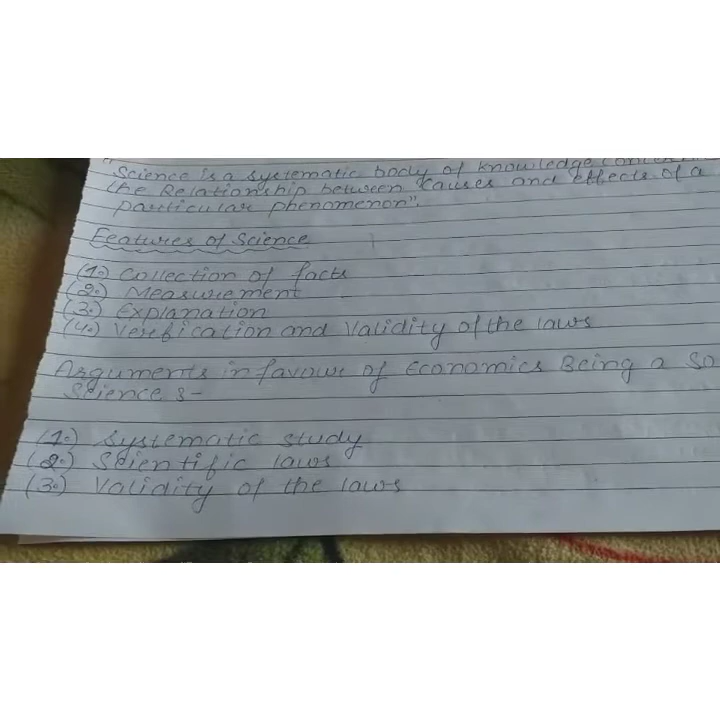 "Science is a systematic body of knowledge
the Relationship between Causes and effects of a
particular phenomenon".
Features of Science
(1.) Collection of facts
(2.) Measurement
(3.) Explanation
(4.) Verification and Validity of the laws
Arguments in favour of Economics Being a So
Science :-
(1.) Systematic study
(2.) Scientific laws
(3.) Validity of the laws